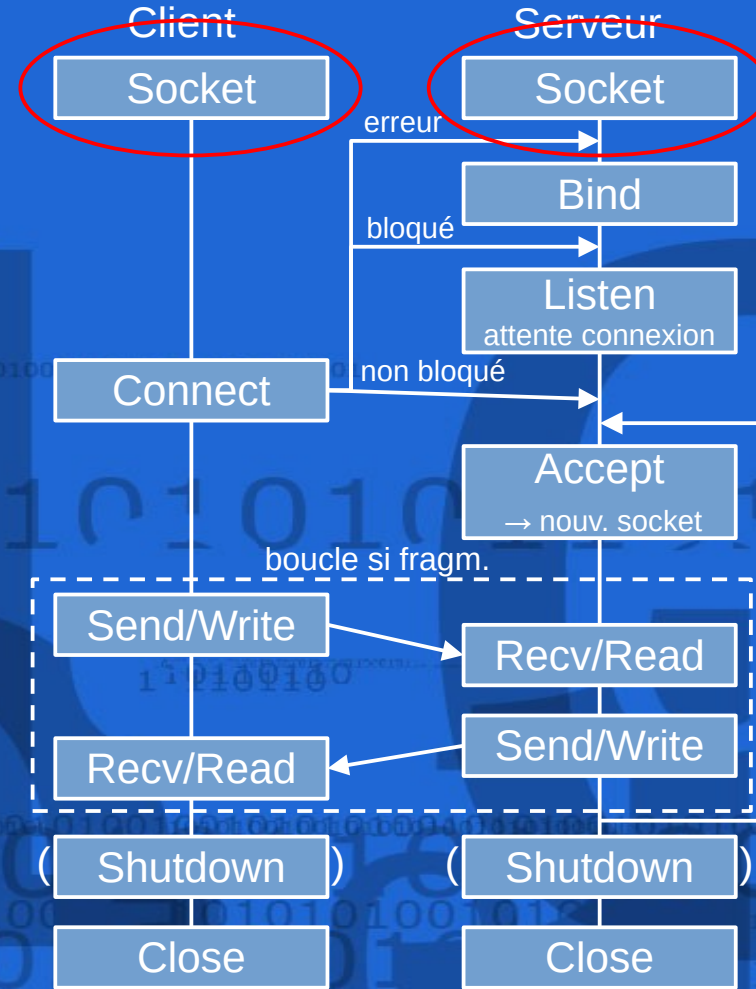 Client
Serveur
Socket
Socket
erreur
Bind
bloqué
Listen
attente connexion
Connect
non bloqué
Accept
→ nouv. socket
boucle si fragm.
Send/Write
Recv/Read
Send/Write
Recv/Read
( Shutdown )
( Shutdown )
Close
Close